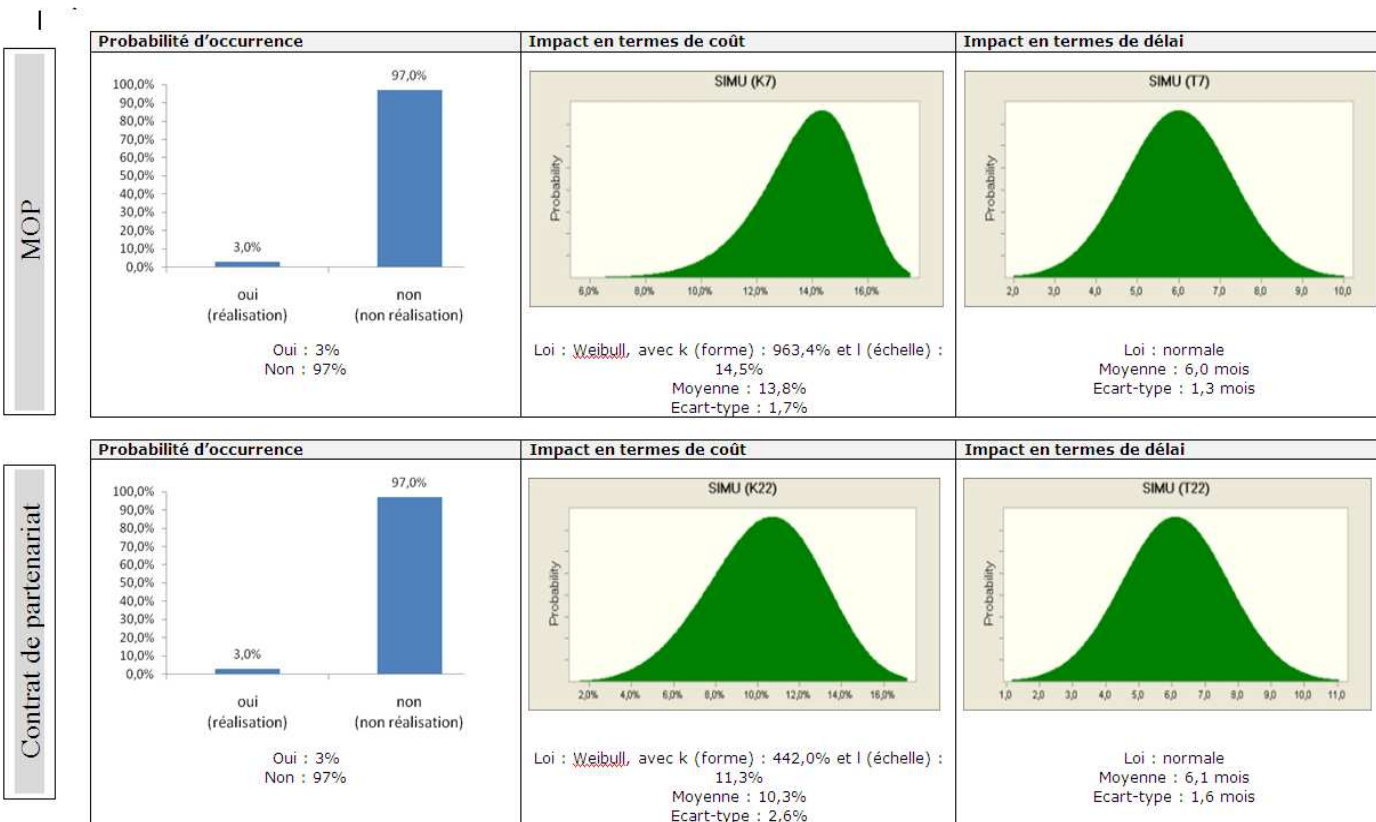 MOP
Probabilité d'occurrence
100,0%
90,0%
80,0%
70,0%
60,0%
50,0%
40,0%
30,0%
20,0%
10,0%
0,0%
3,0%
97,0%
oui
(réalisation)
non
(non réalisation)
Oui : 3%
Non : 97%
Impact en termes de coût
SIMU (K7)
Probability
6,0% 8,0% 10,0% 12,0% 14,0% 16,0%
Loi : Weibull, avec k (forme) : 963,4% et l (échelle) :
14,5%
Moyenne : 13,8%
Ecart-type : 1,7%
Impact en termes de délai
SIMU (T7)
Probability
2,0 3,0 4,0 5,0 6,0 7,0 8,0 9,0 10,0
Loi : normale
Moyenne : 6,0 mois
Ecart-type : 1,3 mois
Contrat de partenariat
Probabilité d'occurrence
100,0%
90,0%
80,0%
70,0%
60,0%
50,0%
40,0%
30,0%
20,0%
10,0%
0,0%
3,0%
97,0%
oui
(réalisation)
non
(non réalisation)
Oui : 3%
Non : 97%
Impact en termes de coût
SIMU (K22)
Probability
2,0% 4,0% 6,0% 8,0% 10,0% 12,0% 14,0% 16,0%
Loi : Weibull, avec k (forme) : 442,0% et l (échelle) :
11,3%
Moyenne : 10,3%
Ecart-type : 2,6%
Impact en termes de délai
SIMU (T22)
Probability
1,0 2,0 3,0 4,0 5,0 6,0 7,0 8,0 9,0 10,0 11,0
Loi : normale
Moyenne : 6,1 mois
Ecart-type : 1,6 mois